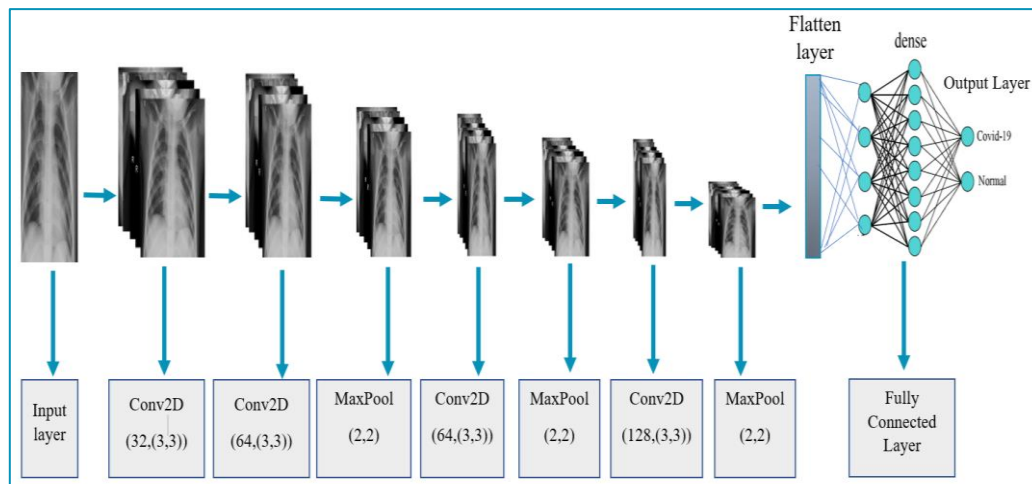 Flatten
layer
dense
Output Layer
Covid-19
Normal
Input
layer
Conv2D
(32,(3,3))
Conv2D
(64,(3,3))
MaxPool
(2,2)
Conv2D
(64,(3,3))
MaxPool
(2,2)
Conv2D
(128,(3,3))
MaxPool
(2,2)
Fully
Connected
Layer